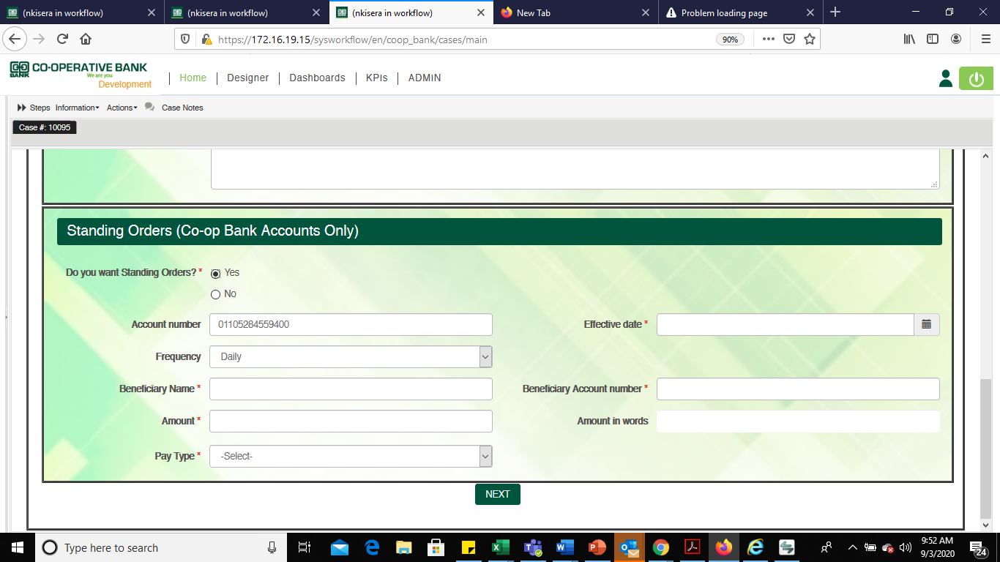 (nkisera in workflow)
(nkisera in workflow)
(nkisera in workflow)
New Tab
Problem loading page
https://172.16.19.15/sysworkflow/en/coop_bank/cases/main
90%
CO-OPERATIVE BANK
BANK
We are you
Development
Home
Designer
Dashboards
KPIs
ADMIN
Steps
Information
Actions
Case Notes
Case #: 10095
Standing Orders (Co-op Bank Accounts Only)
Do you want Standing Orders? *
Yes
No
Account number
01105284559400
Effective date *
Frequency
Daily
Beneficiary Name *
Beneficiary Account number *
Amount *
Amount in words
Pay Type *
-Select-
NEXT
Type here to search
9:52 AM
9/3/2020
24